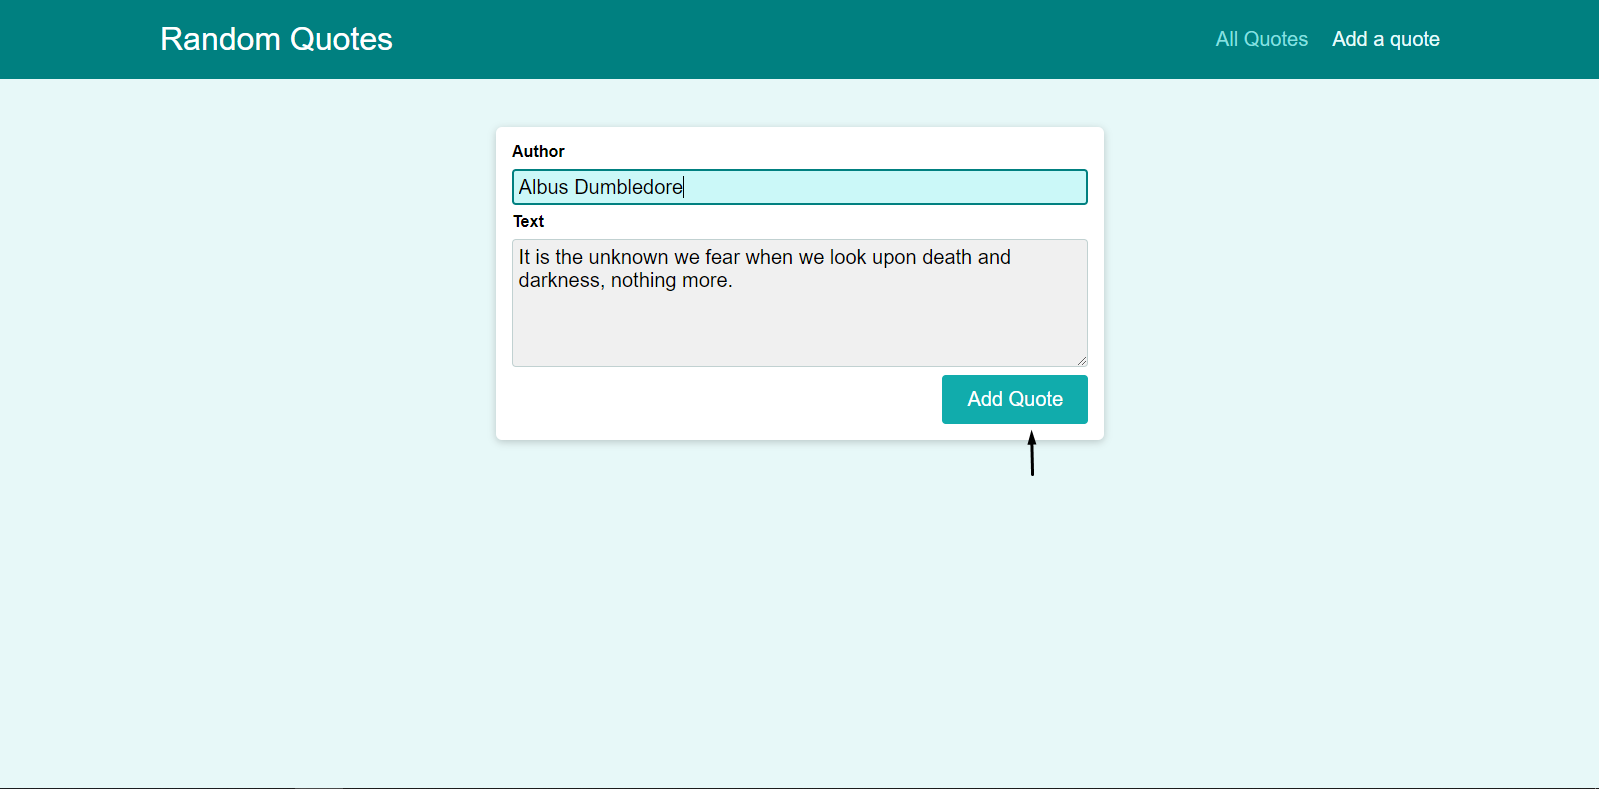 Random Quotes
All Quotes
Add a quote
Author
Albus Dumbledore
Text
It is the unknown we fear when we look upon death and
darkness, nothing more.
Add Quote